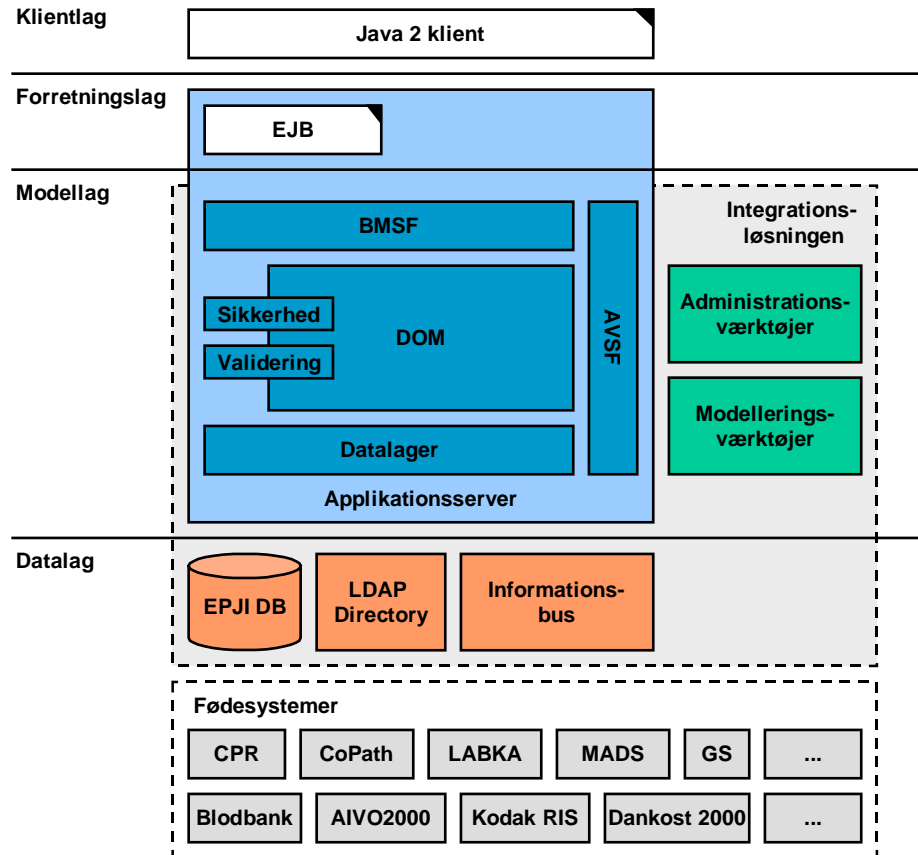 Klientlag
Java 2 klient
Forretningslag
EJB
Modellag
Integrations-
løsningen
BMSF
Sikkerhed
Validering
DOM
AVSF
Administrations-
værktøjer
Modellerings-
værktøjer
Datalager
Applikationsserver
Datalag
EPJI DB
LDAP
Directory
Informations-
bus
Fødesystemer
CPR
CoPath
LABKA
MADS
GS
...
Blodbank
AIVO2000
Kodak RIS
Dankost 2000
...